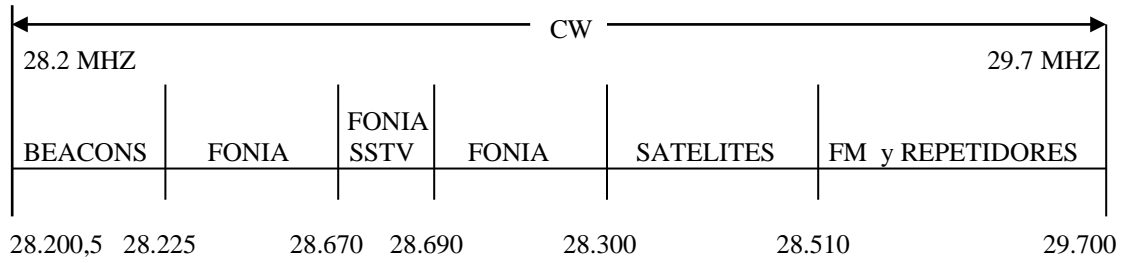 CW
28.2 MHZ 29.7 MHZ
FONIA
BEACONS FONIA SSTV FONIA SATELITES FM y REPETIDORES
28.200,5 28.225 28.670 28.690 28.300 28.510 29.700